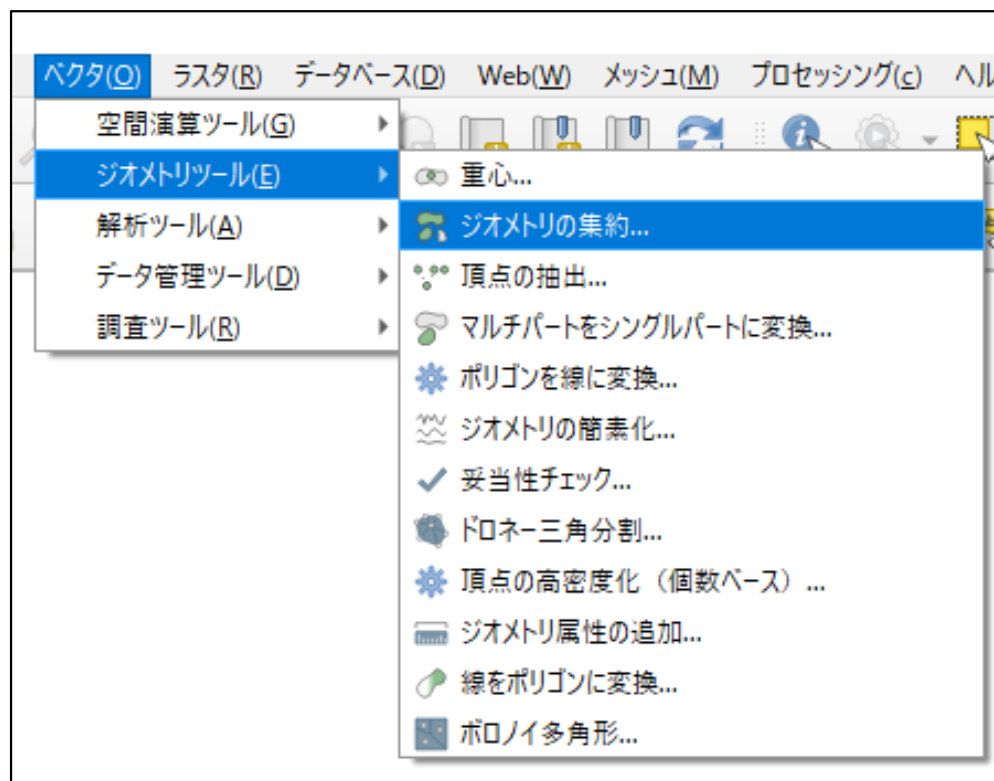 ベクタ(O) ラスタ(R) データベース(D) Web(W) メッシュ(M) プロセッシング(c) ヘル
空間演算ツール(G)
ジオメトリツール(E)
解析ツール(A)
データ管理ツール(D)
調査ツール(R)
重心...
ジオメトリの集約...
頂点の抽出...
マルチパートをシングルパートに変換...
ポリゴンを線に変換...
ジオメトリの簡素化...
妥当性チェック...
ドロネー三角分割...
頂点の高密度化（個数ベース）...
ジオメトリ属性の追加...
線をポリゴンに変換...
ボロノイ多角形...